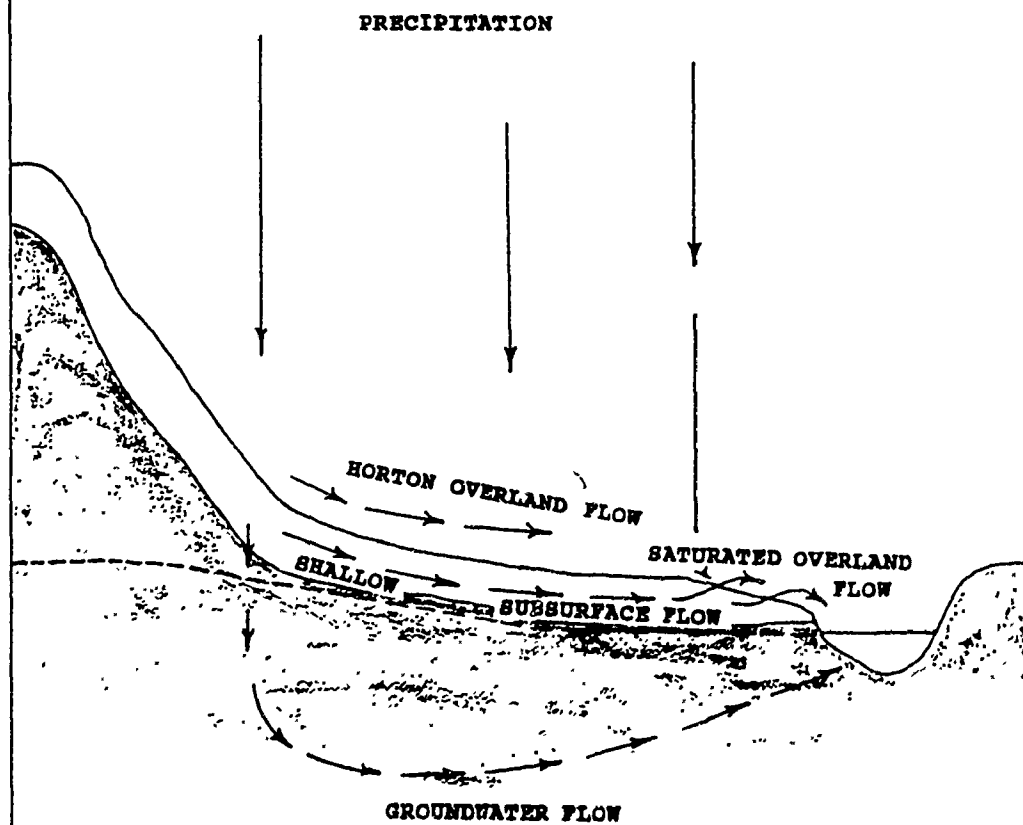 PRECIPITATION
HORTON OVERLAND FLOW
SATURATED OVERLAND
FLOW
SHALLOW
SUBSURFACE FLOW
GROUNDWATER FLOW